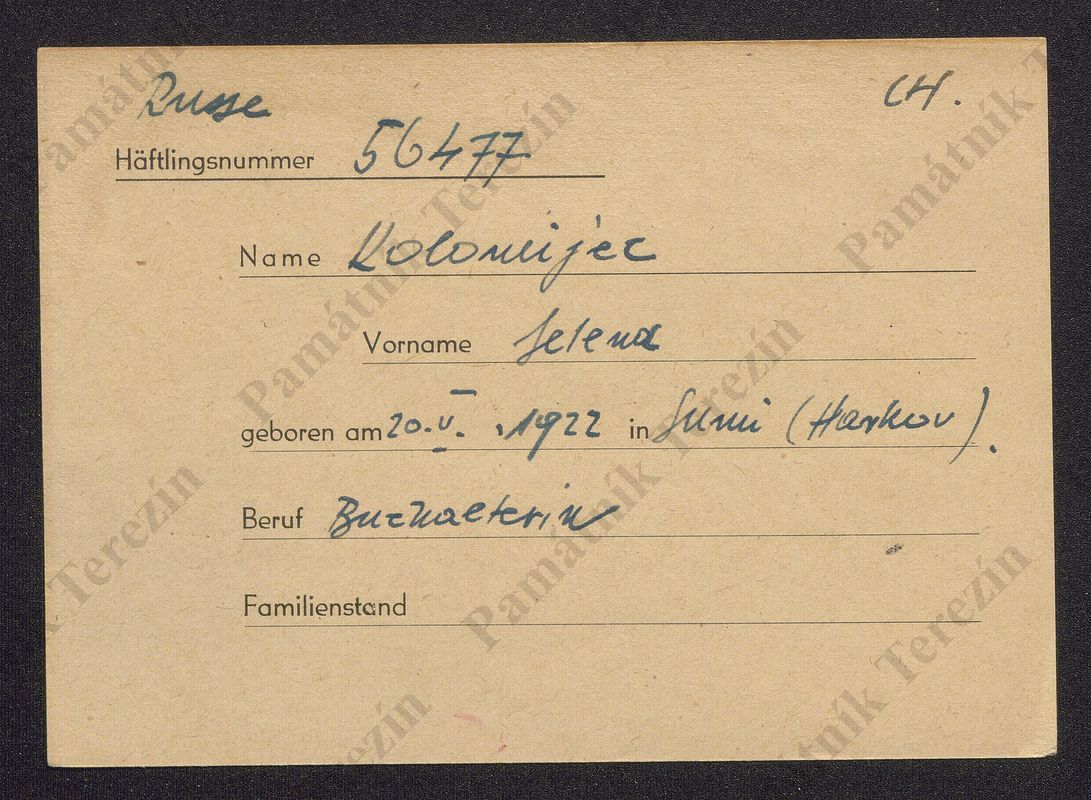 Russe CH.
Häftlingsnummer 56477
Name Kolomijec
Vorname Jelena
geboren am 20.V. 1922 in Sumi (Harkov).
Beruf Buchhalterin
Familienstand
Památník Terezín